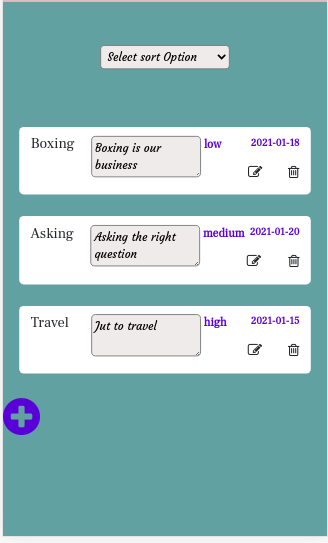 Select sort Option
Boxing
Boxing is our
business
low
2021-01-18
Asking
Asking the right
question
medium
2021-01-20
Travel
Jut to travel
high
2021-01-15